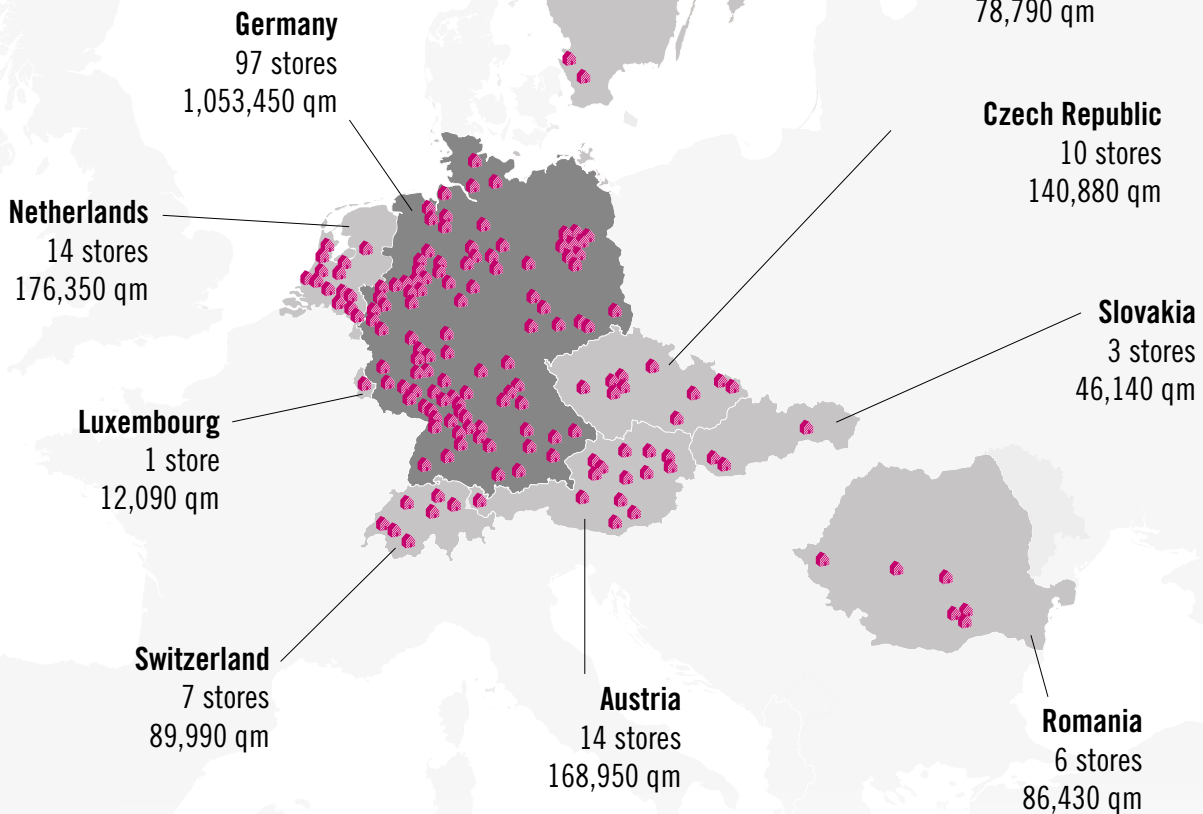 78,790 qm
Germany
97 stores
1,053,450 qm
Czech Republic
10 stores
140,880 qm
Netherlands
14 stores
176,350 qm
Slovakia
3 stores
46,140 qm
Luxembourg
1 store
12,090 qm
Switzerland
7 stores
89,990 qm
Austria
14 stores
168,950 qm
Romania
6 stores
86,430 qm